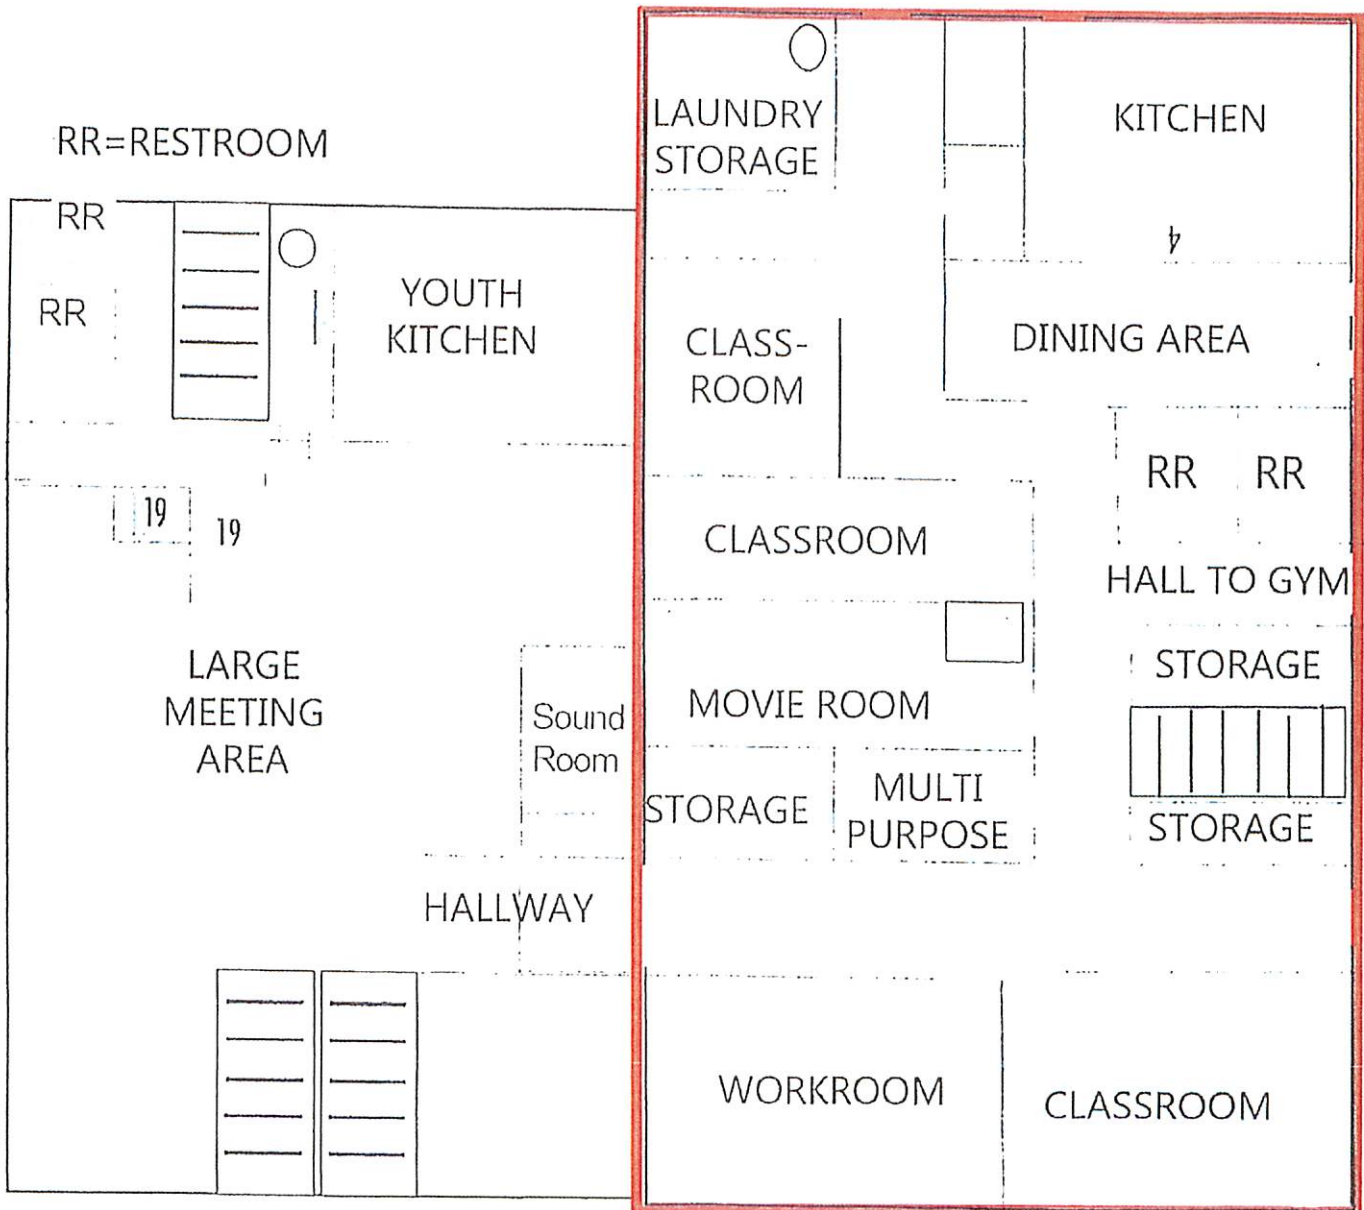 RR=RESTROOM
RR
RR
YOUTH
KITCHEN
19
19
LARGE
MEETING
AREA
Sound
Room
HALLWAY
LAUNDRY
STORAGE
KITCHEN
4
CLASS-
ROOM
DINING AREA
RR RR
CLASSROOM
HALL TO GYM
STORAGE
MOVIE ROOM
STORAGE
MULTI
PURPOSE
STORAGE
WORKROOM
CLASSROOM